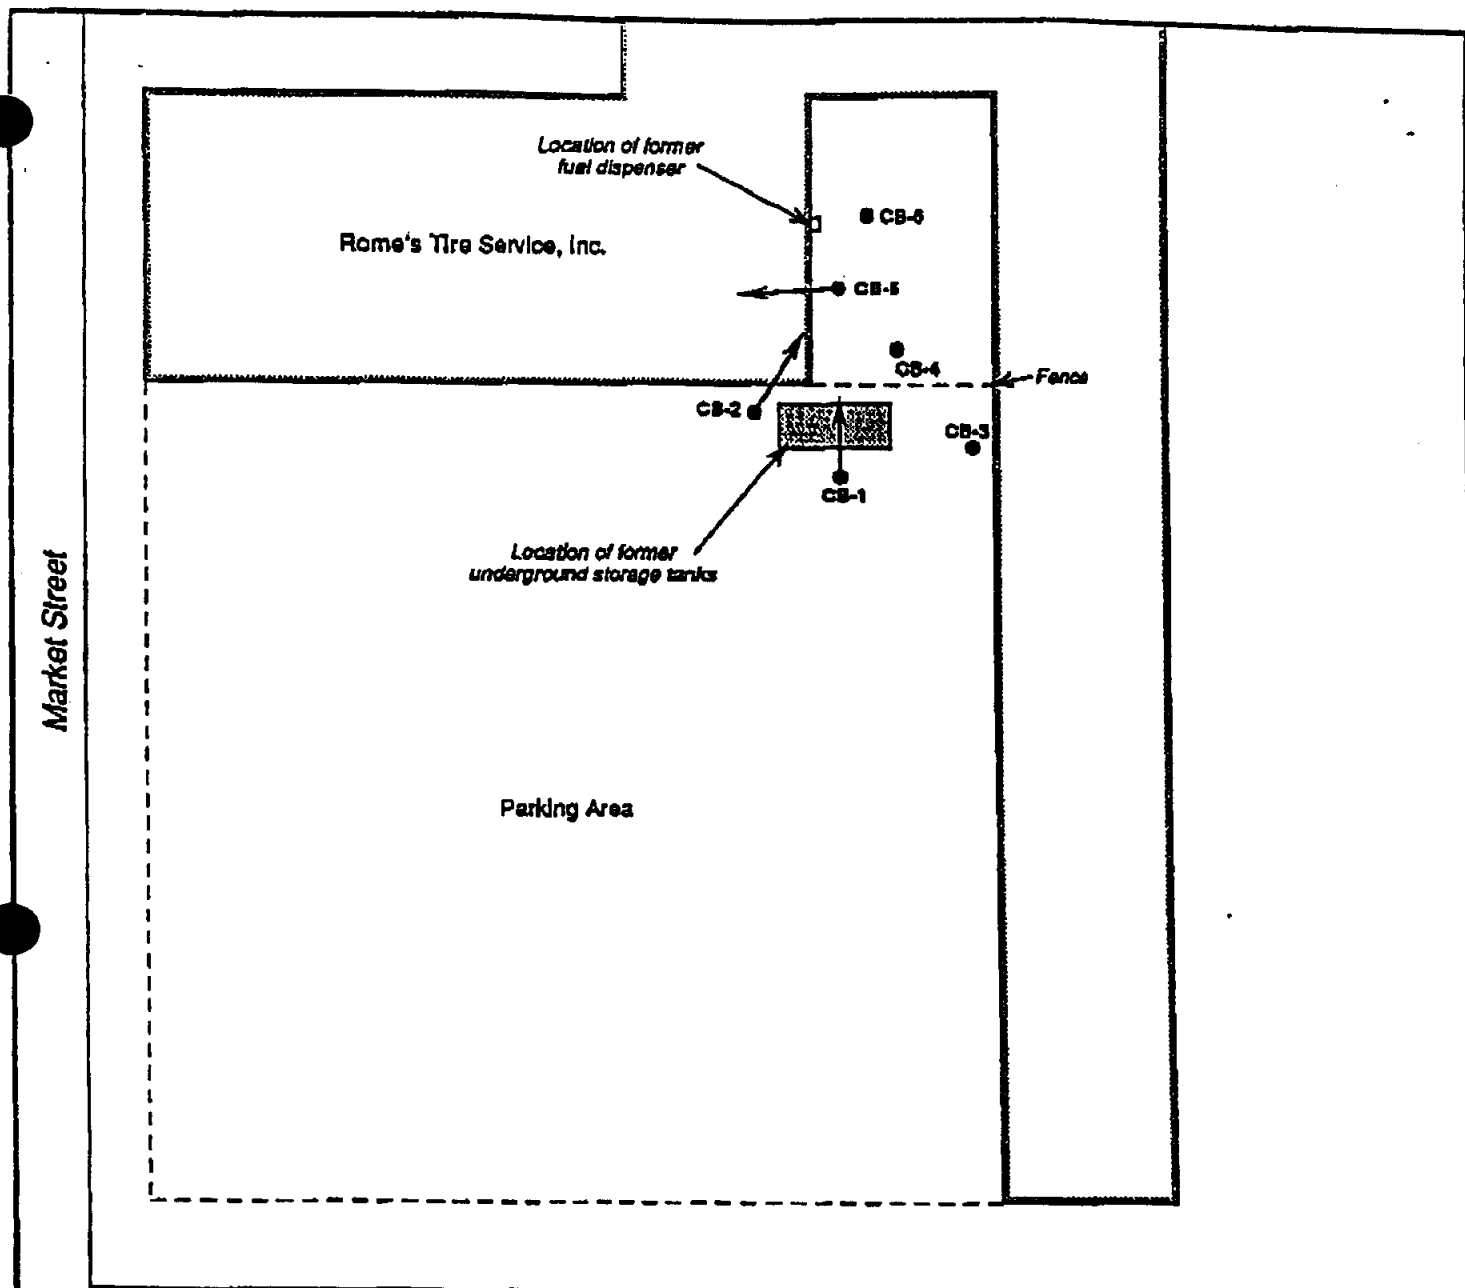 Location of former
fuel dispenser
CB-6
Rome's Tire Service, Inc.
CB-5
CB-4
Fence
CB-2
CB-3
CB-1
Location of former
underground storage tanks
Market Street
Parking Area